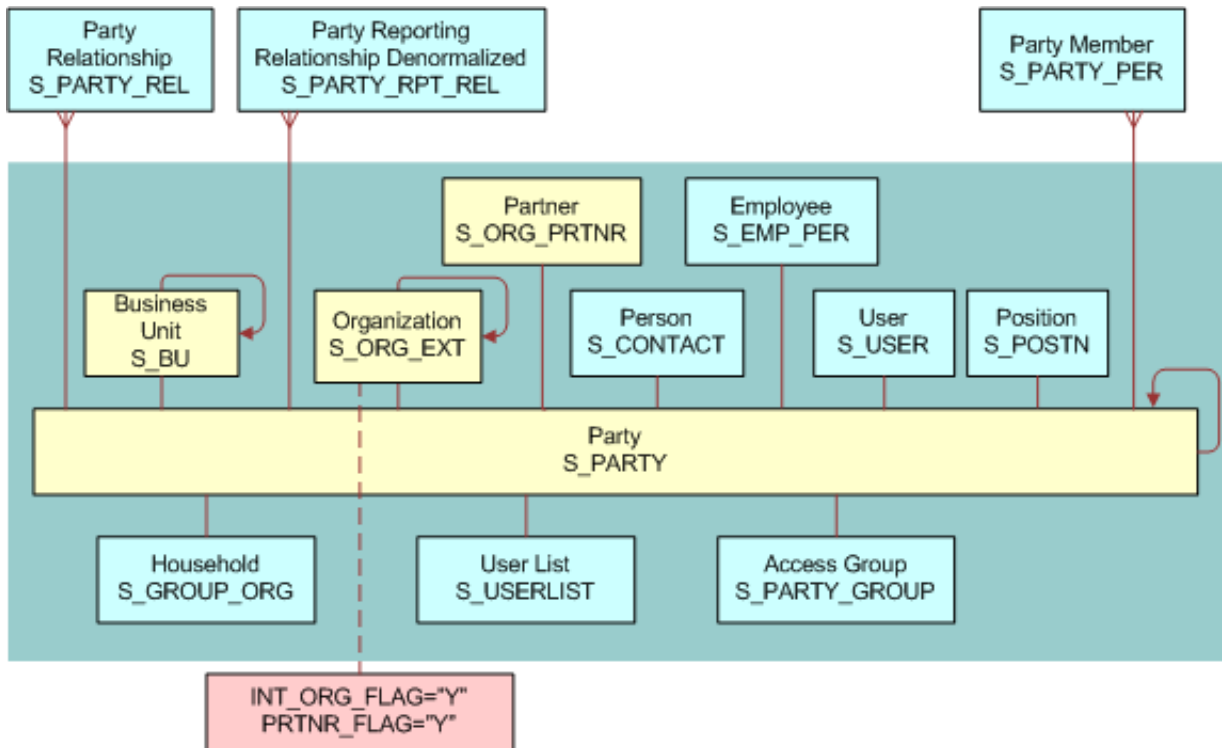 Party
Relationship
S_PARTY_REL
Party Reporting
Relationship Denormalized
S_PARTY_RPT_REL
Party Member
S_PARTY_PER
Partner
S_ORG_PRTNR
Employee
S_EMP_PER
Business
Unit
S_BU
Organization
S_ORG_EXT
Person
S_CONTACT
User
S_USER
Position
S_POSTN
Party
S_PARTY
Household
S_GROUP_ORG
User List
S_USERLIST
Access Group
S_PARTY_GROUP
INT_ORG_FLAG="Y"
PRTNR_FLAG="Y"